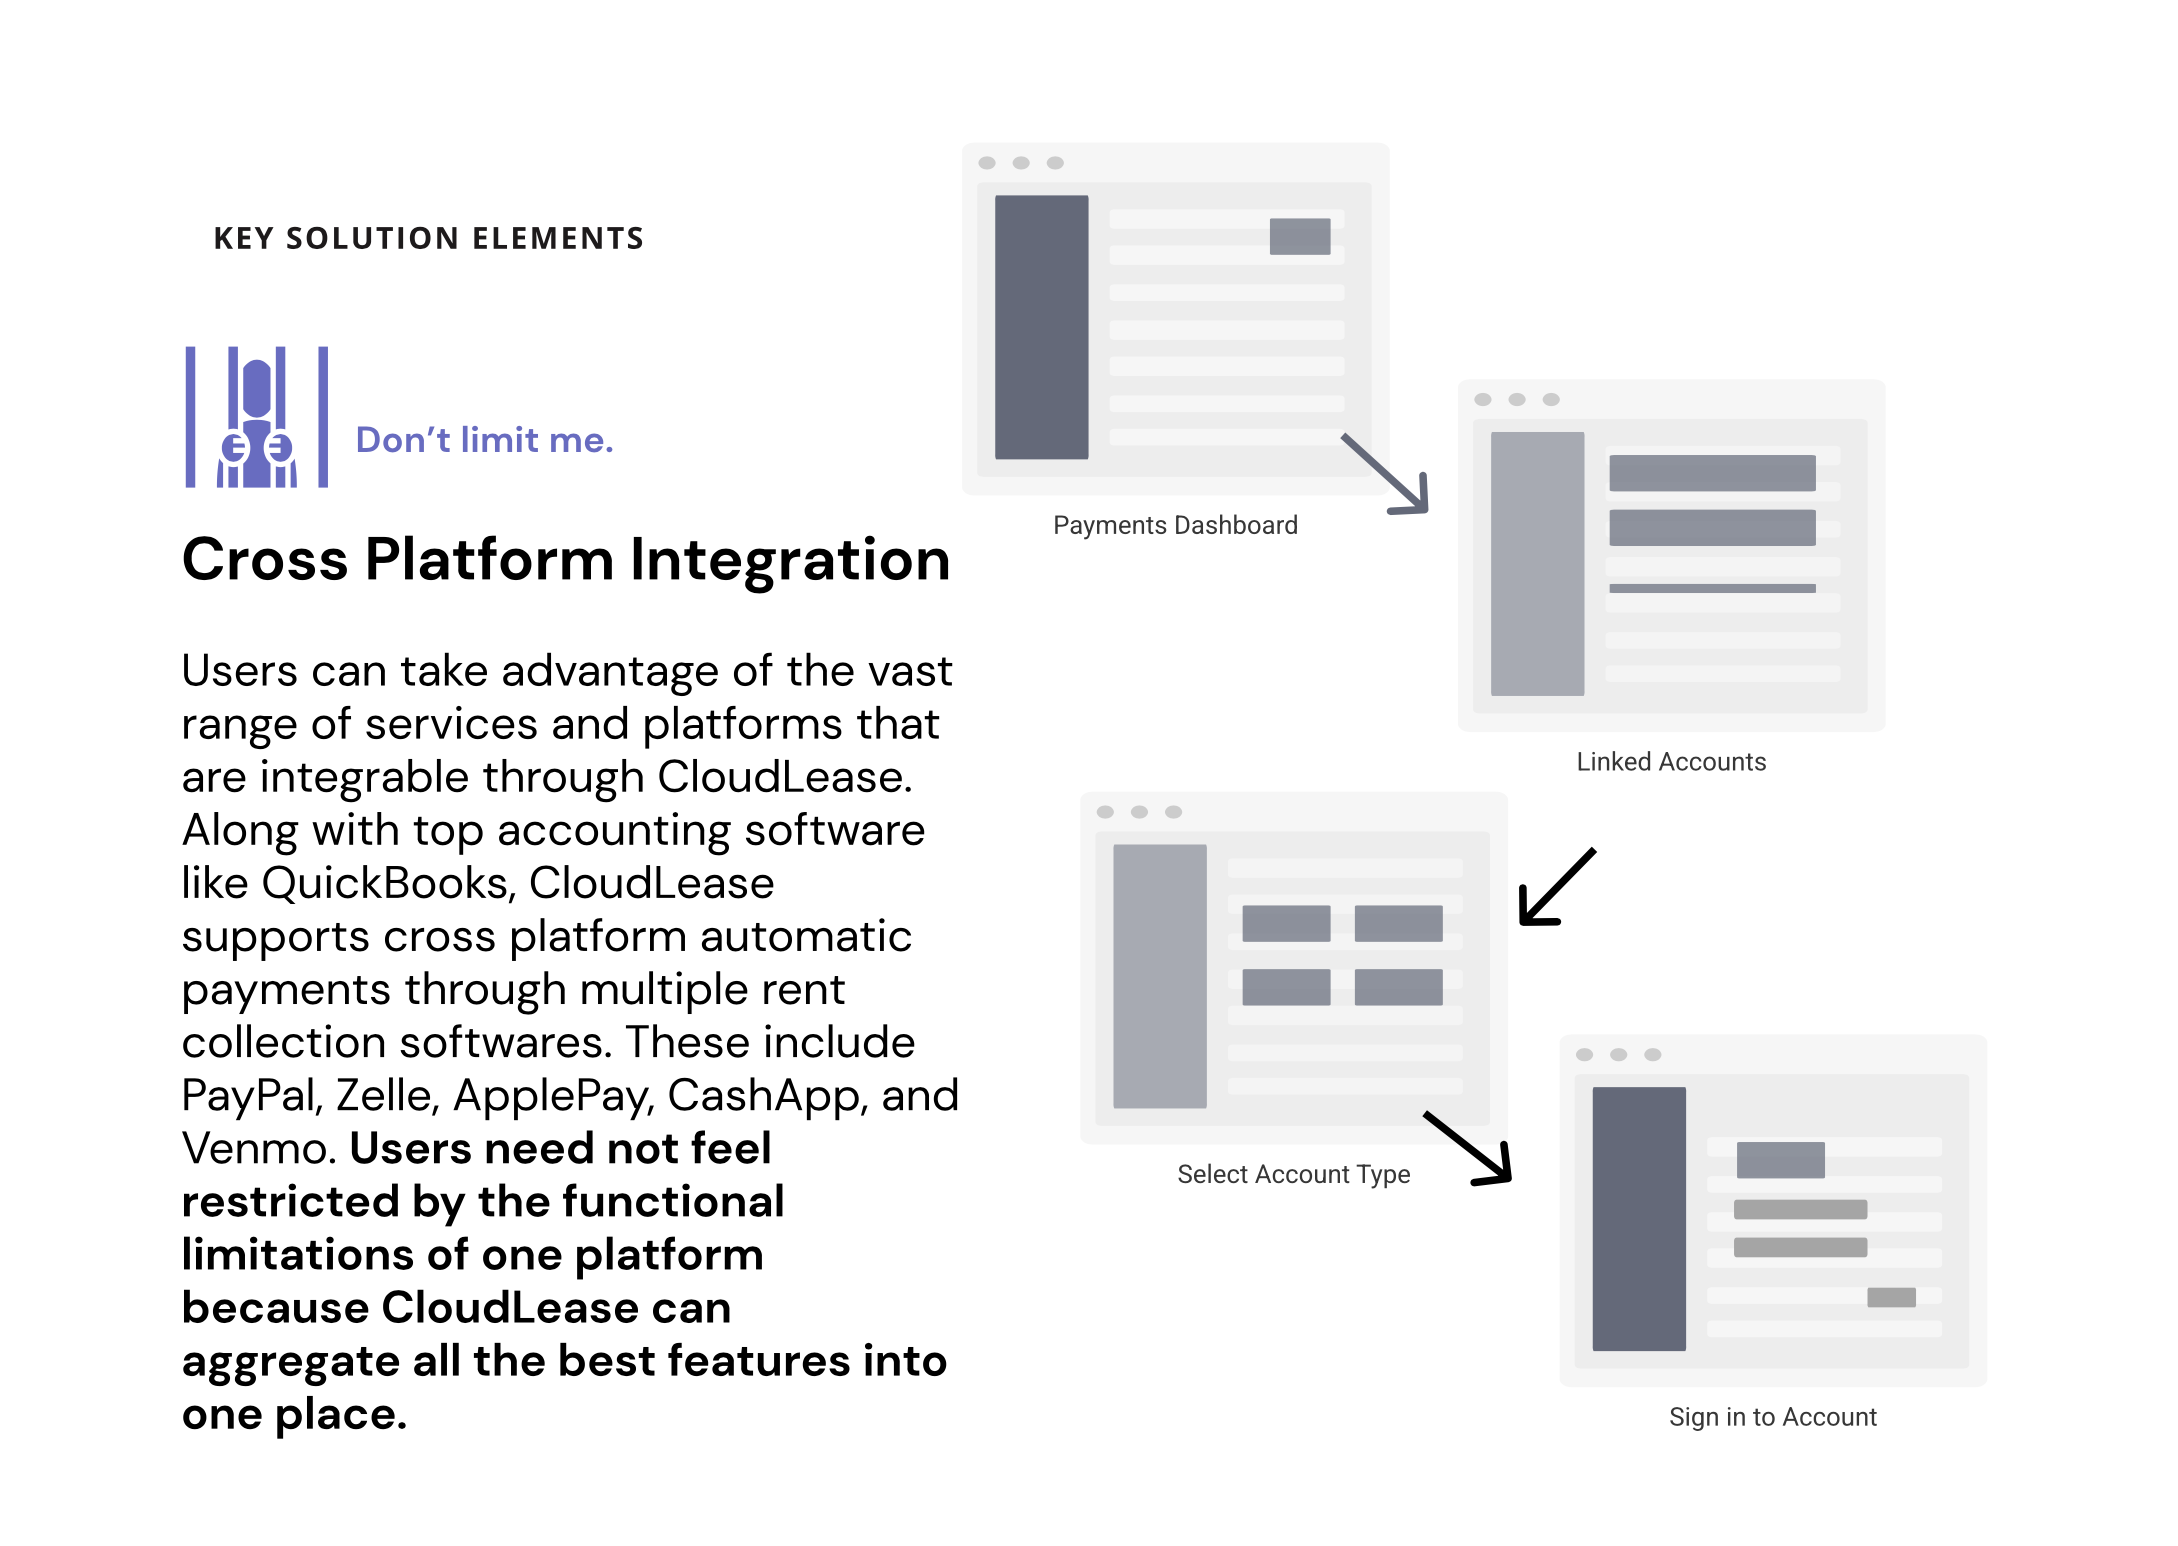 KEY SOLUTION ELEMENTS
Don’t limit me.
Cross Platform Integration
Users can take advantage of the vast
range of services and platforms that
are integrable through CloudLease.
Along with top accounting software
like QuickBooks, CloudLease
supports cross platform automatic
payments through multiple rent
collection softwares. These include
PayPal, Zelle, ApplePay, CashApp, and
Venmo. Users need not feel
restricted by the functional
limitations of one platform
because CloudLease can
aggregate all the best features into
one place.
Payments Dashboard
Linked Accounts
Select Account Type
Sign in to Account